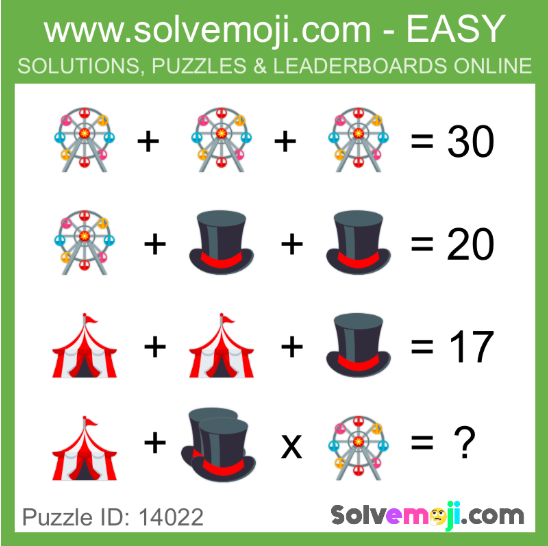 www.solvemoji.com - EASY
SOLUTIONS, PUZZLES & LEADERBOARDS ONLINE
+ + = 30
+ + = 20
+ + = 17
+ x = ?
Puzzle ID: 14022 Solvemoji.com